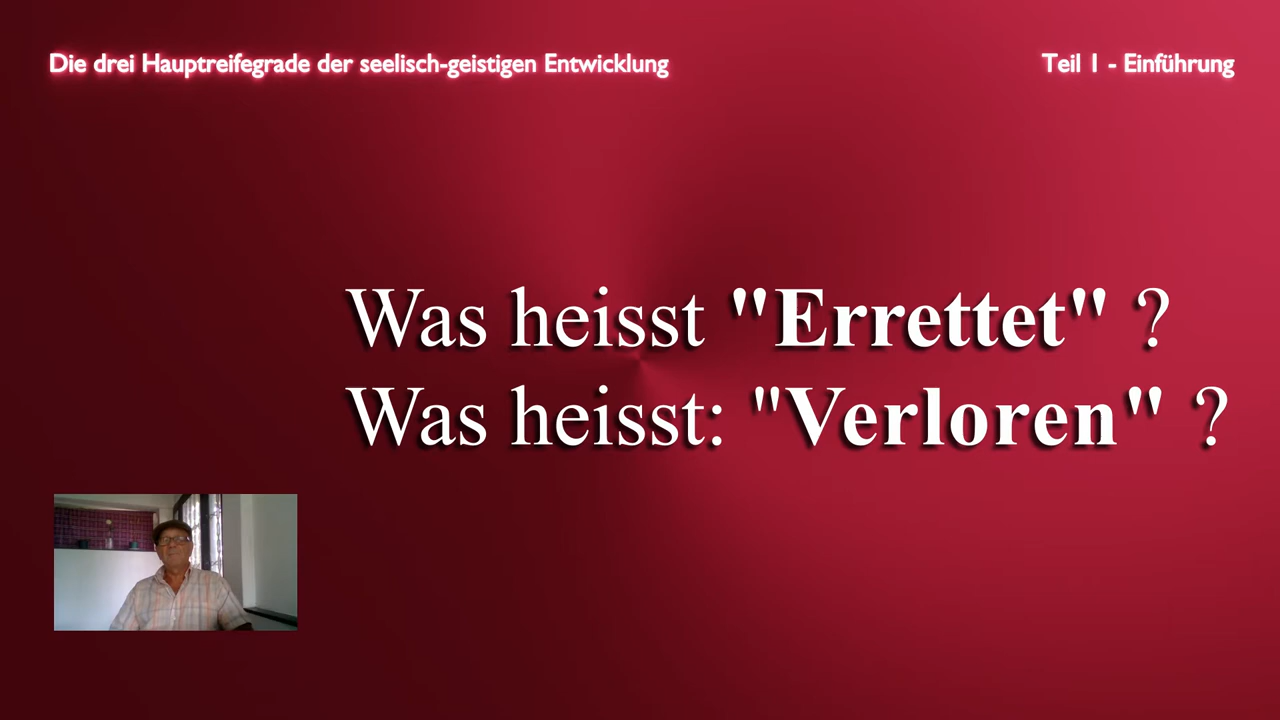 Die drei Hauptreifegrade der seelisch-geistigen Entwicklung
Teil 1 - Einführung
Was heisst "Errettet" ?
Was heisst: "Verloren" ?